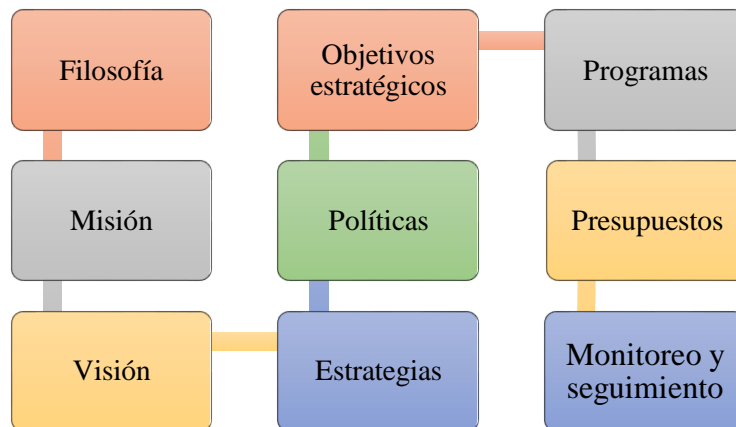 Filosofía
Misión
Visión
Estrategias
Políticas
Objetivos
estratégicos
Programas
Presupuestos
Monitoreo y
seguimiento